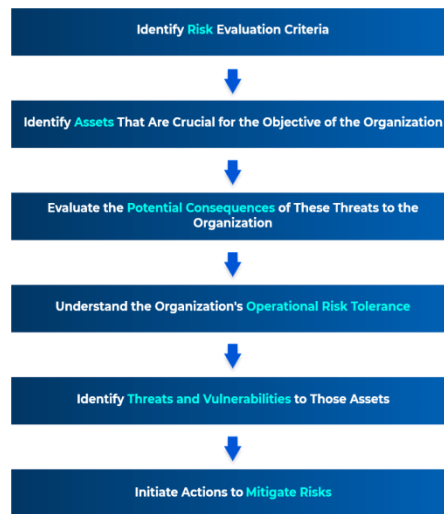 Identify Risk Evaluation Criteria
Identify Assets That Are Crucial for the Objective of the Organization
Evaluate the Potential Consequences of These Threats to the
Organization
Understand the Organization's Operational Risk Tolerance
Identify Threats and Vulnerabilities to Those Assets
Initiate Actions to Mitigate Risks